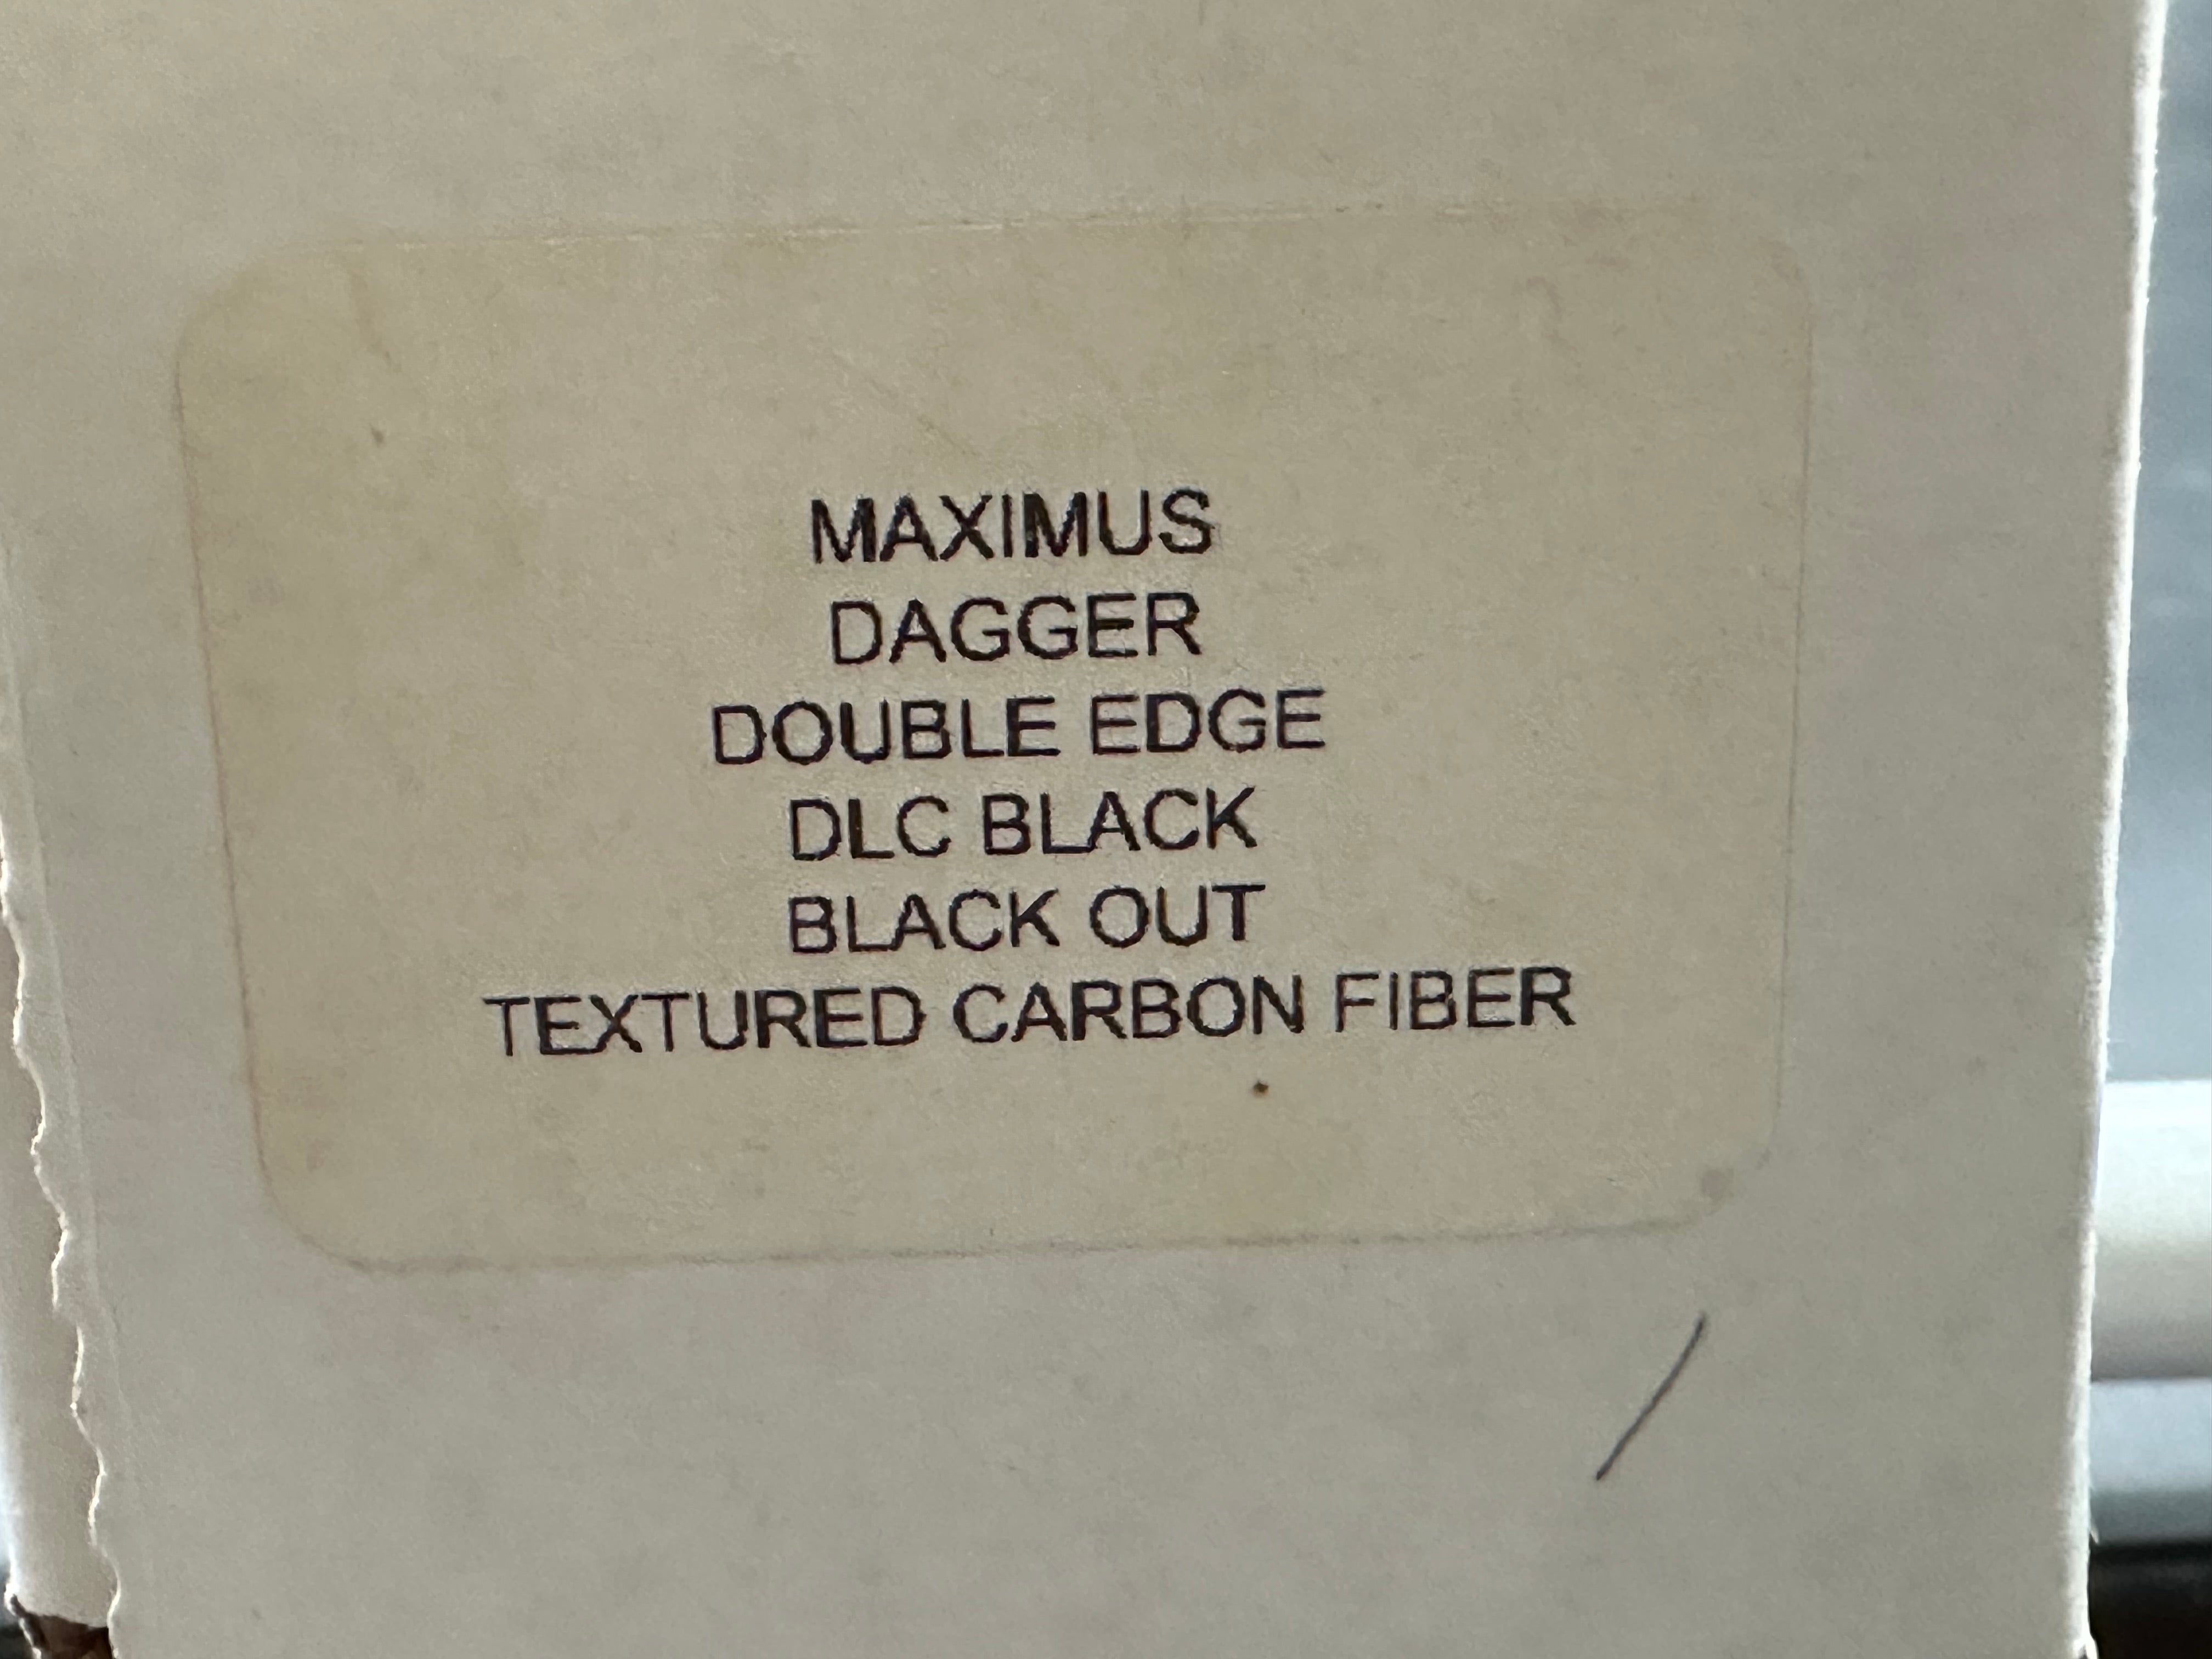 MAXIMUS
DAGGER
DOUBLE EDGE
DLC BLACK
BLACK OUT
TEXTURED CARBON FIBER